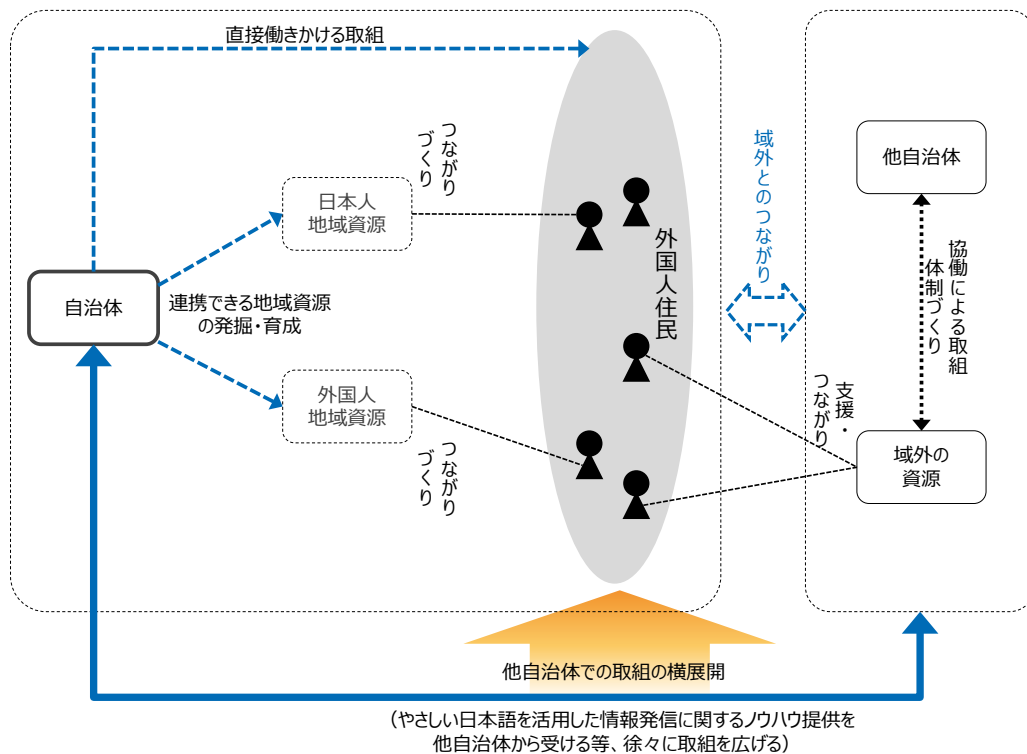 直接働きかける取組
つながり
づくり
日本人
地域資源
自治体
連携できる地域資源
の発掘・育成
外国人
地域資源
つながり
づくり
外国人住民
域外とのつながり
他自治体
協働による取組
体制づくり
支援・
つながり
域外の
資源
他自治体での取組の横展開
（やさしい日本語を活用した情報発信に関するノウハウ提供を
他自治体から受ける等、徐々に取組を広げる）